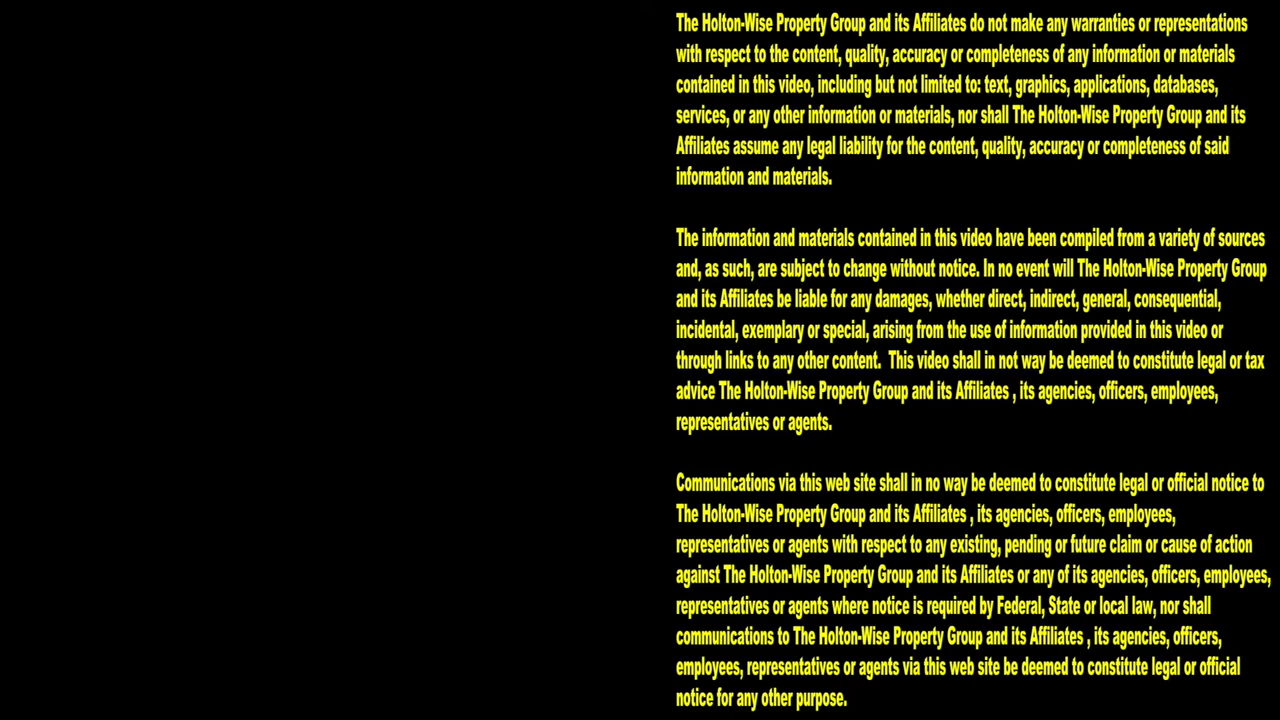 The Holton-Wise Property Group and its Affiliates do not make any warranties or representations
with respect to the content, quality, accuracy or completeness of any information or materials
contained in this video, including but not limited to: text, graphics, applications, databases,
services, or any other information or materials, nor shall The Holton-Wise Property Group and its
Affiliates assume any legal liability for the content, quality, accuracy or completeness of said
information and materials.
The information and materials contained in this video have been compiled from a variety of sources
and, as such, are subject to change without notice. In no event will The Holton-Wise Property Group
and its Affiliates be liable for any damages, whether direct, indirect, general, consequential,
incidental, exemplary or special, arising from the use of information provided in this video or
through links to any other content.  This video shall in not way be deemed to constitute legal or tax
advice The Holton-Wise Property Group and its Affiliates , its agencies, officers, employees,
representatives or agents.
Communications via this web site shall in no way be deemed to constitute legal or official notice to
The Holton-Wise Property Group and its Affiliates , its agencies, officers, employees,
representatives or agents with respect to any existing, pending or future claim or cause of action
against The Holton-Wise Property Group and its Affiliates or any of its agencies, officers, employees,
representatives or agents where notice is required by Federal, State or local law, nor shall
communications to The Holton-Wise Property Group and its Affiliates , its agencies, officers,
employees, representatives or agents via this web site be deemed to constitute legal or official
notice for any other purpose.